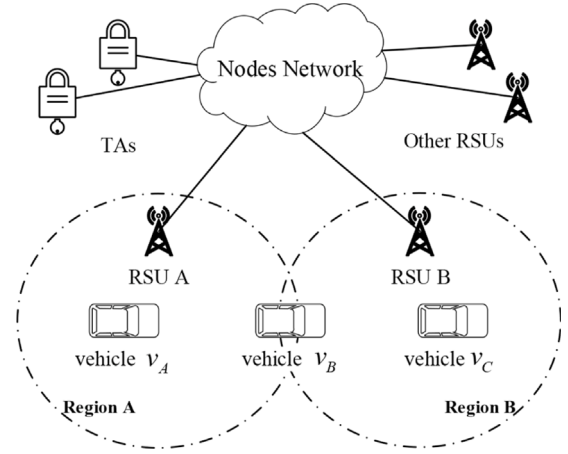 Nodes Network
TAs
Other RSUs
RSU A
RSU B
vehicle v_A
vehicle v_B
vehicle v_C
Region A
Region B